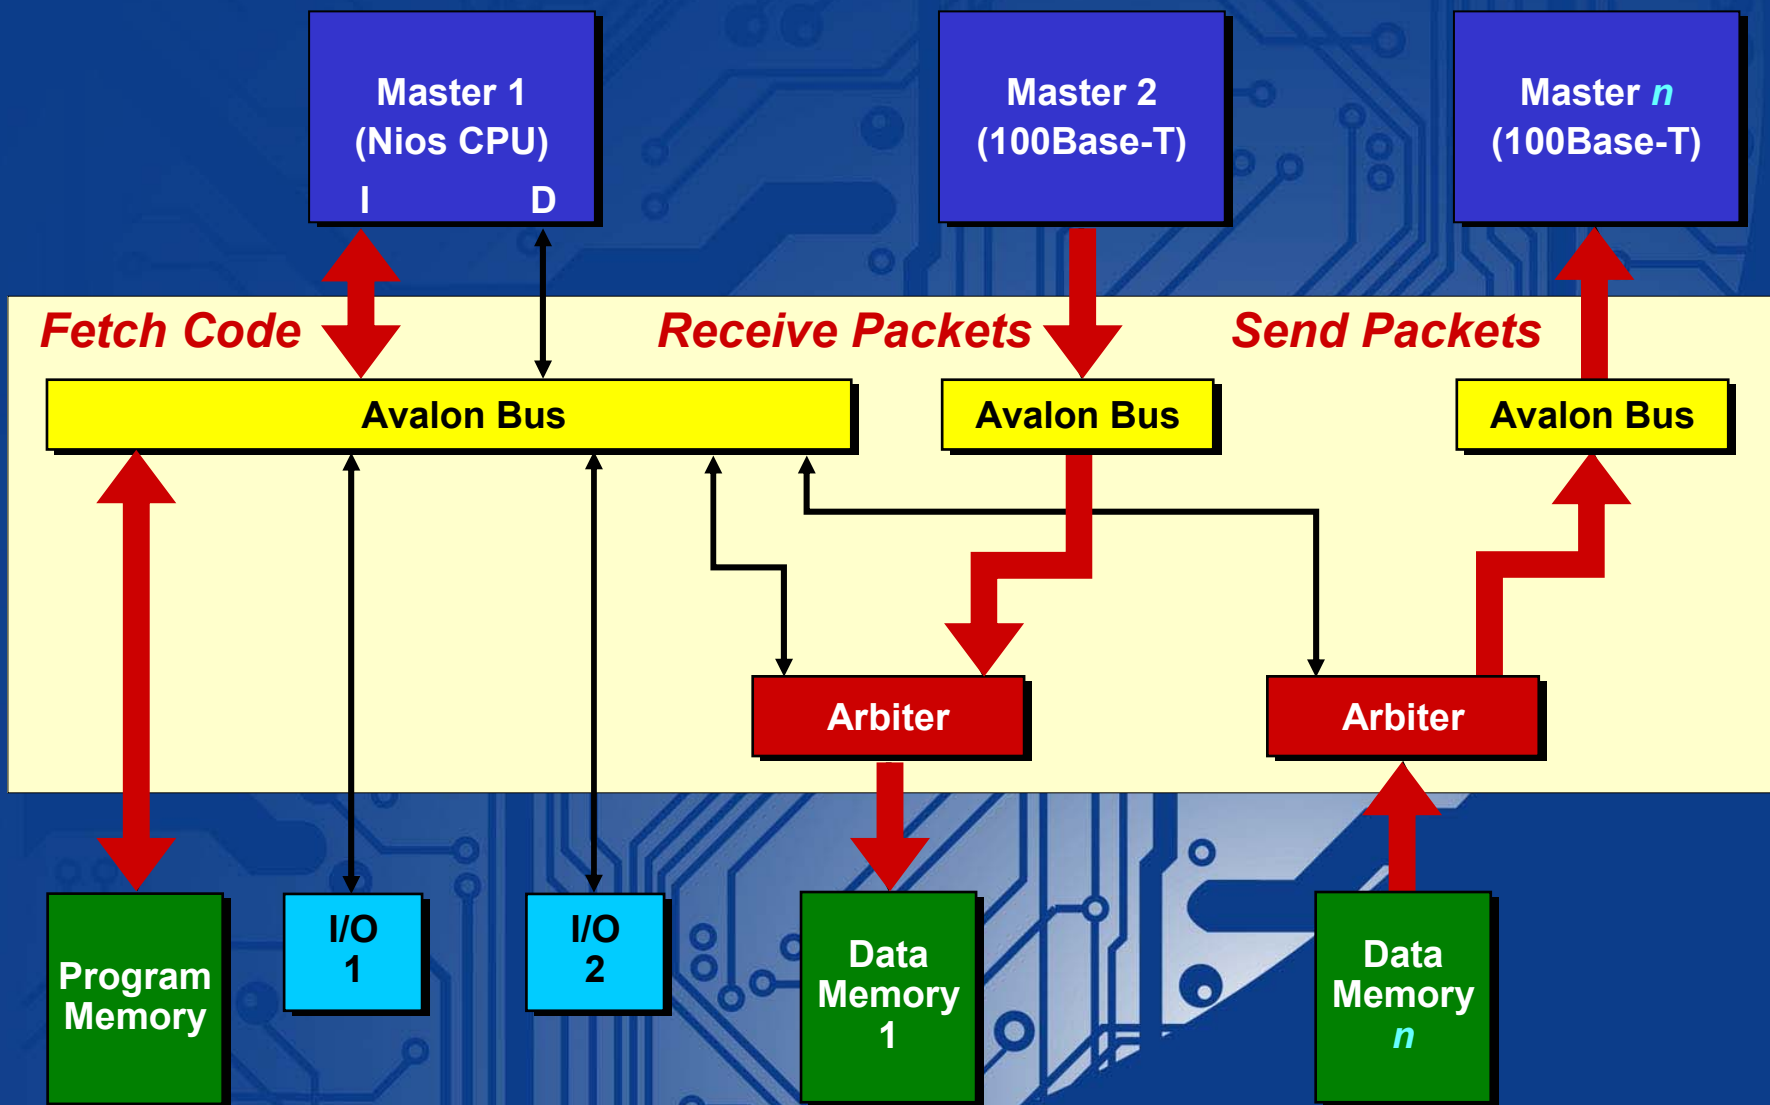 Master 1
(Nios CPU)
I D
Master 2
(100Base-T)
Master n
(100Base-T)
Fetch Code
Receive Packets
Send Packets
Avalon Bus
Avalon Bus
Avalon Bus
Arbiter
Arbiter
Program
Memory
I/O
1
I/O
2
Data
Memory
1
Data
Memory
n